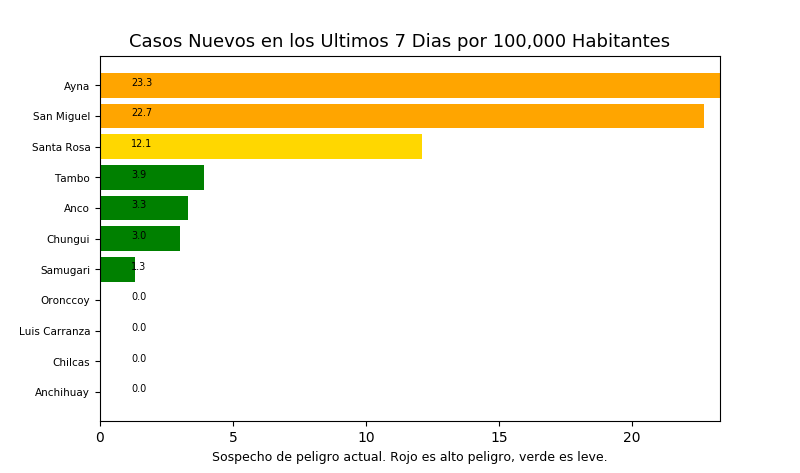 Casos Nuevos en los Ultimos 7 Dias por 100,000 Habitantes
Ayna 23.3
San Miguel 22.7
Santa Rosa 12.1
Tambo 3.9
Anco 3.3
Chungui 3.0
Samugari 1.3
Oronccoy 0.0
Luis Carranza 0.0
Chilcas 0.0
Anchihuay 0.0
0 5 10 15 20
Sospecho de peligro actual. Rojo es alto peligro, verde es leve.